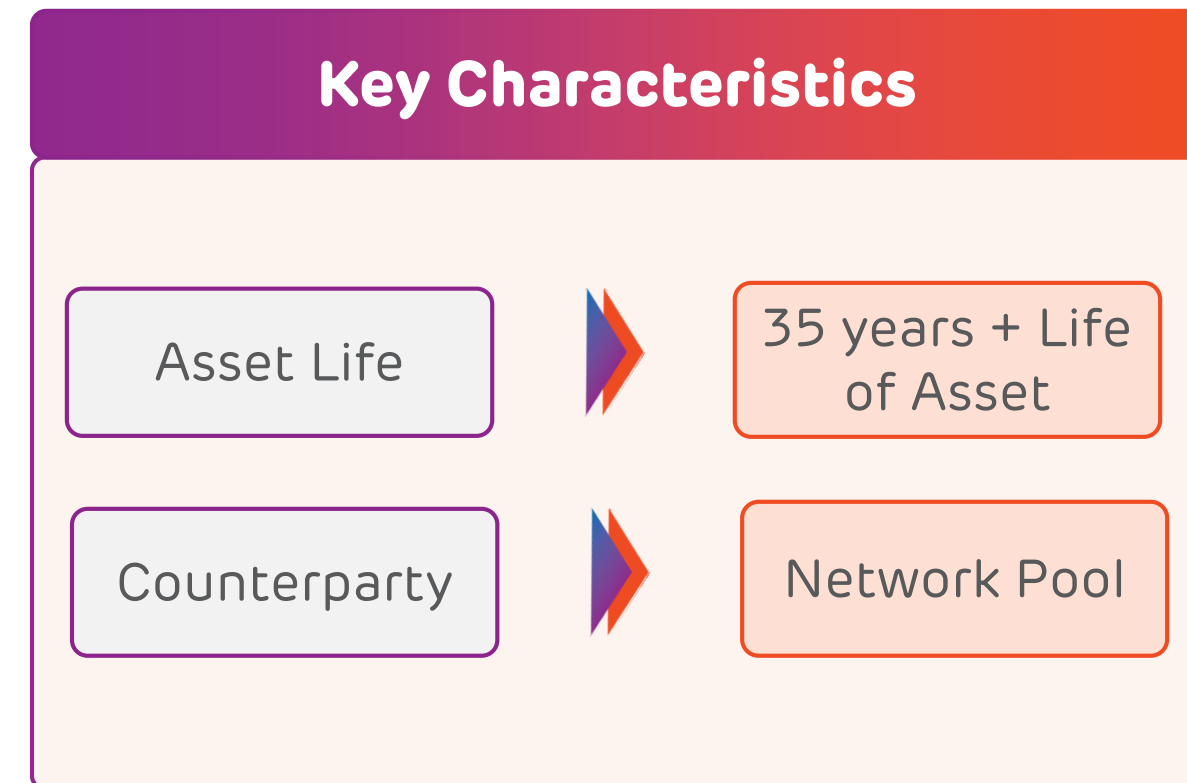 Key Characteristics
Asset Life
35 years + Life
of Asset
Counterparty
Network Pool